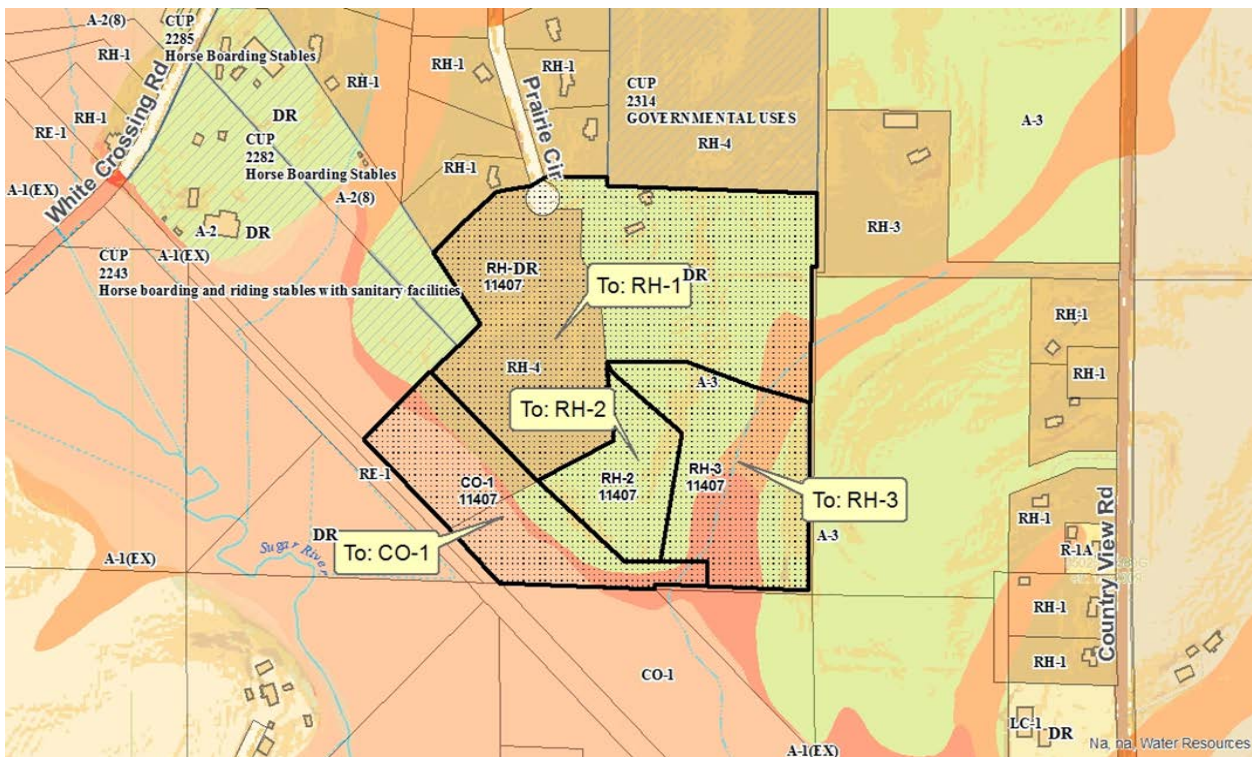 A-2(8)
CUP
2285
Horse Boarding Stables
RH-1
RH-1
RH-1
RE-1
White Crossing Rd
A-1(EX)
DR
CUP
2282
Horse Boarding Stables
A-2(8)
A-2
DR
A-1(EX)
CUP
2243
Horse boarding and riding stables with sanitary facilities
RH-1
RH-1
RH-1
Prairie Cir
CUP
2314
GOVERNMENTAL USES
RH-4
A-3
RH-3
RH-DR
11407
To: RH-1
DR
RH-4
A-3
To: RH-2
RH-2
11407
RH-3
11407
To: RH-3
RE-1
CO-1
11407
To: CO-1
DR
Sugar River
A-1(EX)
A-3
RH-1
RH-1
RH-1
R-1A
RH-1
RH-1
Country View Rd
CO-1
A-1(EX)
LC-1
DR
Na, na, Water Resources